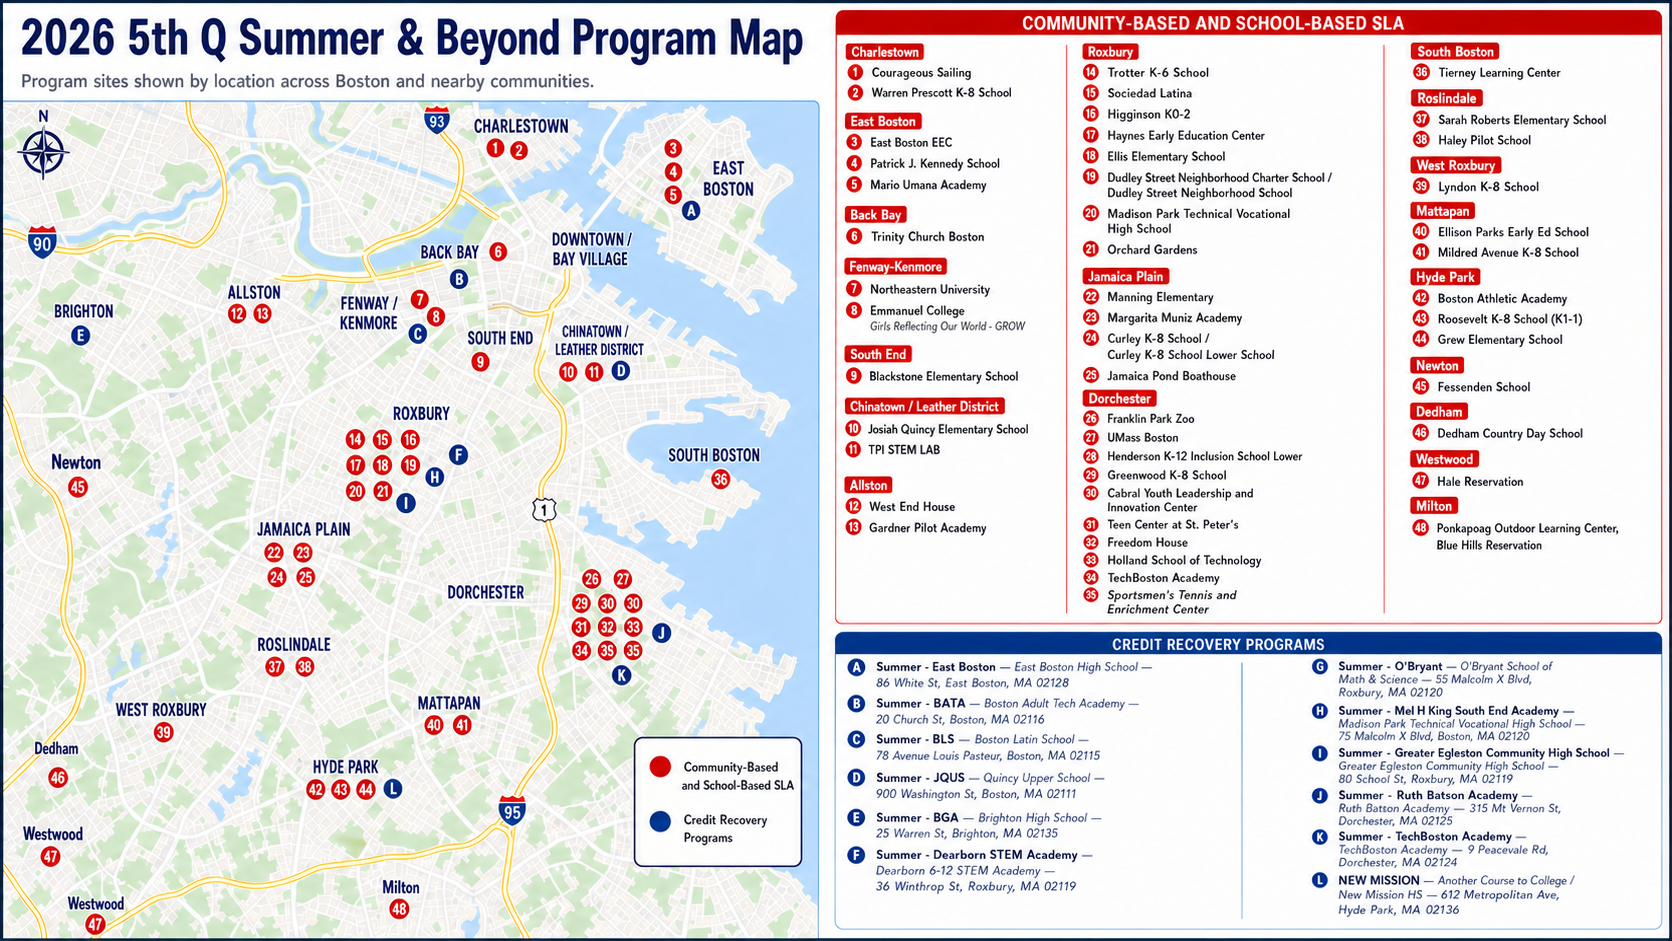 2026 5th Q Summer & Beyond Program Map
Program sites shown by location across Boston and nearby communities.
N
93
90
CHARLESTOWN
1 2
3
4
5
A
EAST
BOSTON
BACK BAY 6
B
DOWNTOWN /
BAY VILLAGE
BRIGHTON
E
ALLSTON
12 13
FENWAY /
KENMORE
7
8
C
SOUTH END
9
CHINATOWN /
LEATHER DISTRICT
10 11 D
ROXBURY
14 15 16
17 18 19
20 21
F
H
I
Newton
45
SOUTH BOSTON
36
1
JAMAICA PLAIN
22 23
24 25
DORCHESTER
26 27
29 30 30
31 32 33
34 35 35
J
K
ROSLINDALE
37 38
WEST ROXBURY
39
MATTAPAN
40 41
Dedham
46
HYDE PARK
42 43 44 L
95
Westwood
47
Westwood
47
Milton
48
Community-Based
and School-Based SLA
Credit Recovery
Programs
COMMUNITY-BASED AND SCHOOL-BASED SLA
Charlestown
1 Courageous Sailing
2 Warren Prescott K-8 School
East Boston
3 East Boston EEC
4 Patrick J. Kennedy School
5 Mario Umana Academy
Back Bay
6 Trinity Church Boston
Fenway-Kenmore
7 Northeastern University
8 Emmanuel College
Girls Reflecting Our World - GROW
South End
9 Blackstone Elementary School
Chinatown / Leather District
10 Josiah Quincy Elementary School
11 TPI STEM LAB
Allston
12 West End House
13 Gardner Pilot Academy
Roxbury
14 Trotter K-6 School
15 Sociedad Latina
16 Higginson K0-2
17 Haynes Early Education Center
18 Ellis Elementary School
19 Dudley Street Neighborhood Charter School /
Dudley Street Neighborhood School
20 Madison Park Technical Vocational
High School
21 Orchard Gardens
Jamaica Plain
22 Manning Elementary
23 Margarita Muniz Academy
24 Curley K-8 School /
Curley K-8 School Lower School
25 Jamaica Pond Boathouse
Dorchester
26 Franklin Park Zoo
27 UMass Boston
28 Henderson K-12 Inclusion School Lower
29 Greenwood K-8 School
30 Cabral Youth Leadership and
Innovation Center
31 Teen Center at St. Peter's
32 Freedom House
33 Holland School of Technology
34 TechBoston Academy
35 Sportsmen's Tennis and
Enrichment Center
South Boston
36 Tierney Learning Center
Roslindale
37 Sarah Roberts Elementary School
38 Haley Pilot School
West Roxbury
39 Lyndon K-8 School
Mattapan
40 Ellison Parks Early Ed School
41 Mildred Avenue K-8 School
Hyde Park
42 Boston Athletic Academy
43 Roosevelt K-8 School (K1-1)
44 Grew Elementary School
Newton
45 Fessenden School
Dedham
46 Dedham Country Day School
Westwood
47 Hale Reservation
Milton
48 Ponkapoag Outdoor Learning Center,
Blue Hills Reservation
CREDIT RECOVERY PROGRAMS
A Summer - East Boston — East Boston High School —
86 White St, East Boston, MA 02128
B Summer - BATA — Boston Adult Tech Academy —
20 Church St, Boston, MA 02116
C Summer - BLS — Boston Latin School —
78 Avenue Louis Pasteur, Boston, MA 02115
D Summer - JQUS — Quincy Upper School —
900 Washington St, Boston, MA 02111
E Summer - BGA — Brighton High School —
25 Warren St, Brighton, MA 02135
F Summer - Dearborn STEM Academy —
Dearborn 6-12 STEM Academy —
36 Winthrop St, Roxbury, MA 02119
G Summer - O'Bryant — O'Bryant School of
Math & Science — 55 Malcolm X Blvd,
Roxbury, MA 02120
H Summer - Mel H King South End Academy —
Madison Park Technical Vocational High School —
75 Malcolm X Blvd, Boston, MA 02120
I Summer - Greater Egleston Community High School —
Greater Egleston Community High School —
80 School St, Roxbury, MA 02119
J Summer - Ruth Batson Academy —
Ruth Batson Academy — 315 Mt Vernon St,
Dorchester, MA 02125
K Summer - TechBoston Academy —
TechBoston Academy — 9 Peacevale Rd,
Dorchester, MA 02124
L NEW MISSION — Another Course to College /
New Mission HS — 612 Metropolitan Ave,
Hyde Park, MA 02136